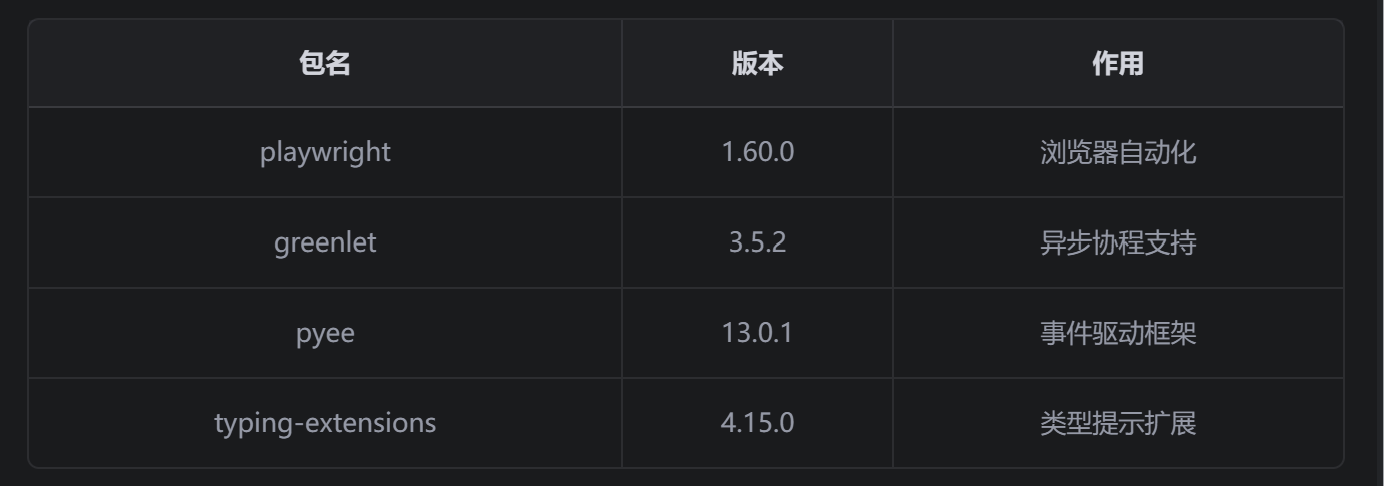 包名 版本 作用
playwright 1.60.0 浏览器自动化
greenlet 3.5.2 异步协程支持
pyee 13.0.1 事件驱动框架
typing-extensions 4.15.0 类型提示扩展